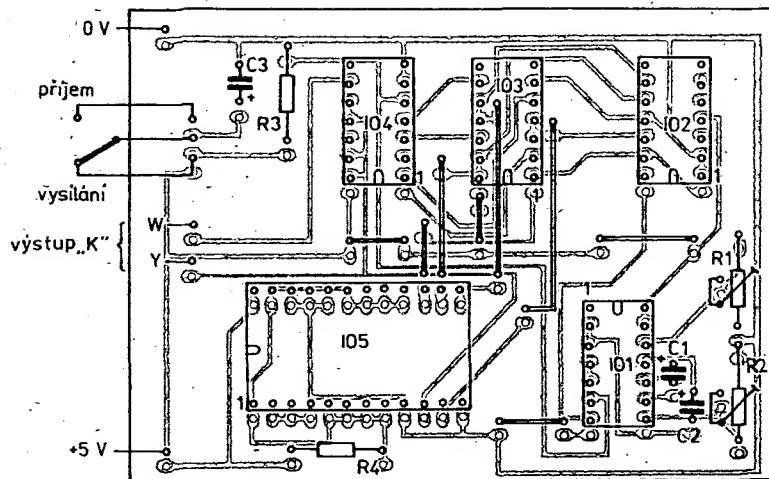 0 V
C3
příjem
R3
IO4
1
IO3
1
IO2
1
vysílání
W
výstup„K"
Y
R1
1
IO5
IO1
C1
R2
1
C2
+5 V
R4
+
+
+